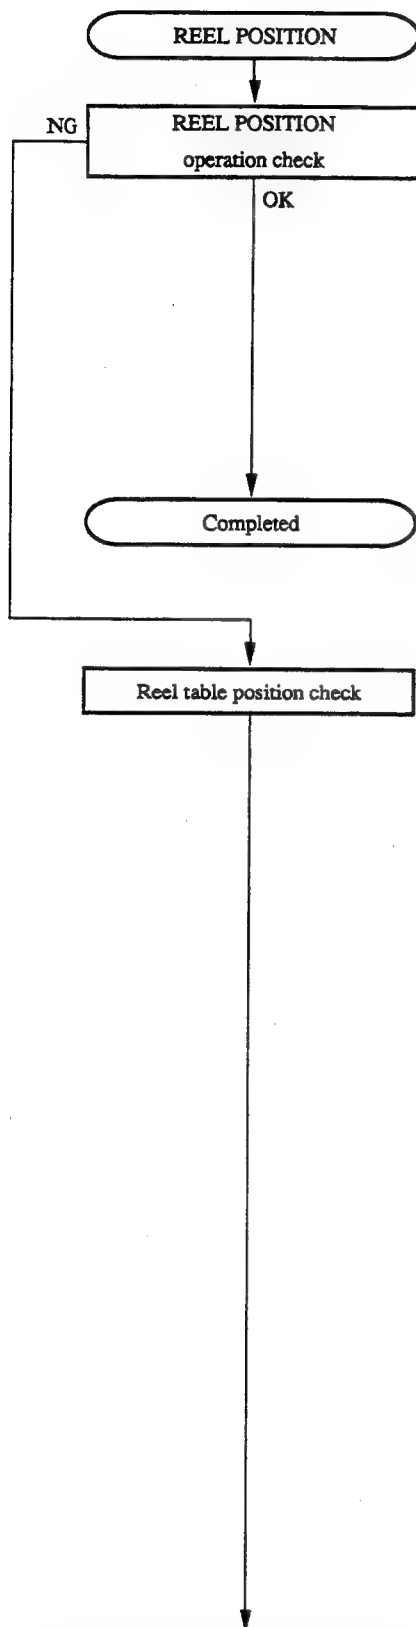 REEL POSITION
NG
REEL POSITION
operation check
OK
Completed
Reel table position check